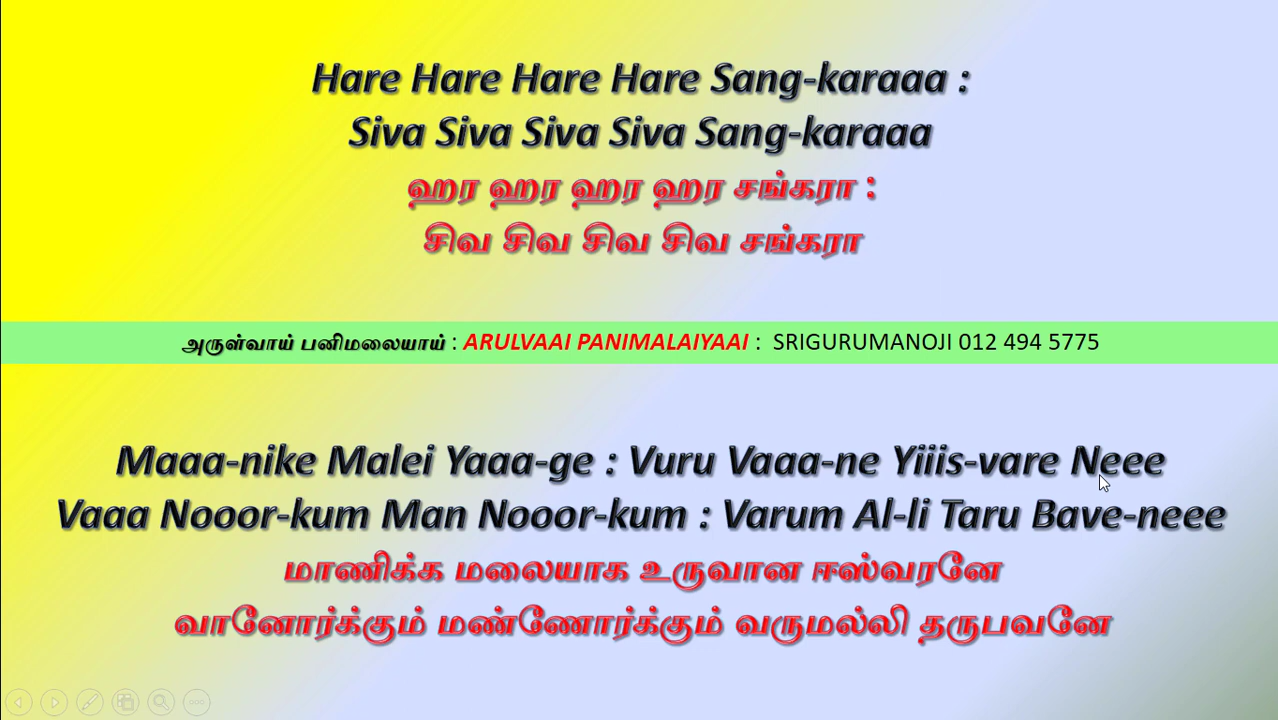 Hare Hare Hare Hare Sang-karaaa :
Siva Siva Siva Siva Sang-karaaa
ஹர ஹர ஹர ஹர சங்கரா :
சிவ சிவ சிவ சிவ சங்கரா
அருள்வாய் பனிமலையாய் : ARULVAAI PANIMALAIYAAI : SRIGURUMANOJI 012 494 5775
Maaa-nike Malei Yaaa-ge : Vuru Vaaa-ne Yiiis-vare Neee
Vaaa Nooor-kum Man Nooor-kum : Varum Al-li Taru Bave-neee
மாணிக்க மலையாக உருவான ஈஸ்வரனே
வானோர்க்கும் மண்ணோர்க்கும் வருமல்லி தருபவனே